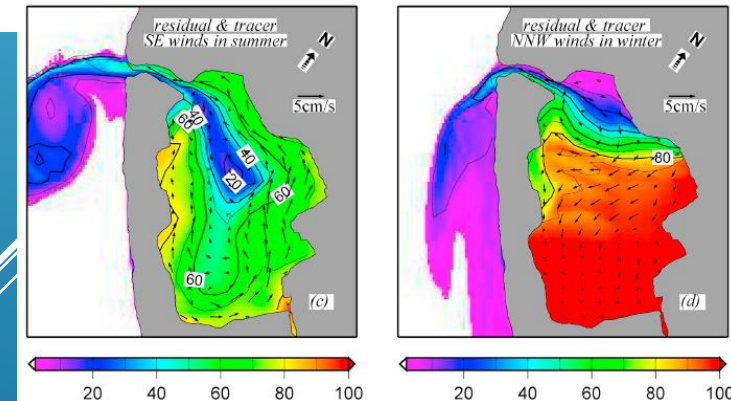 residual & tracer
SE winds in summer
N
5cm/s
60
40
40
20
60
60
(c)
20 40 60 80 100
residual & tracer
NNW winds in winter
N
5cm/s
80
(d)
20 40 60 80 100